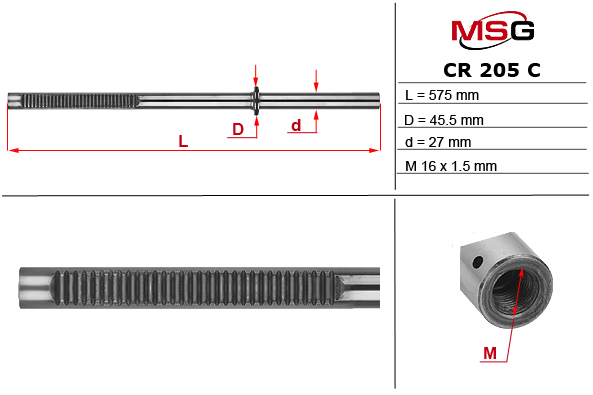 MSG
CR 205 C
L = 575 mm
D = 45.5 mm
d = 27 mm
M 16 x 1.5 mm
D
d
L
M